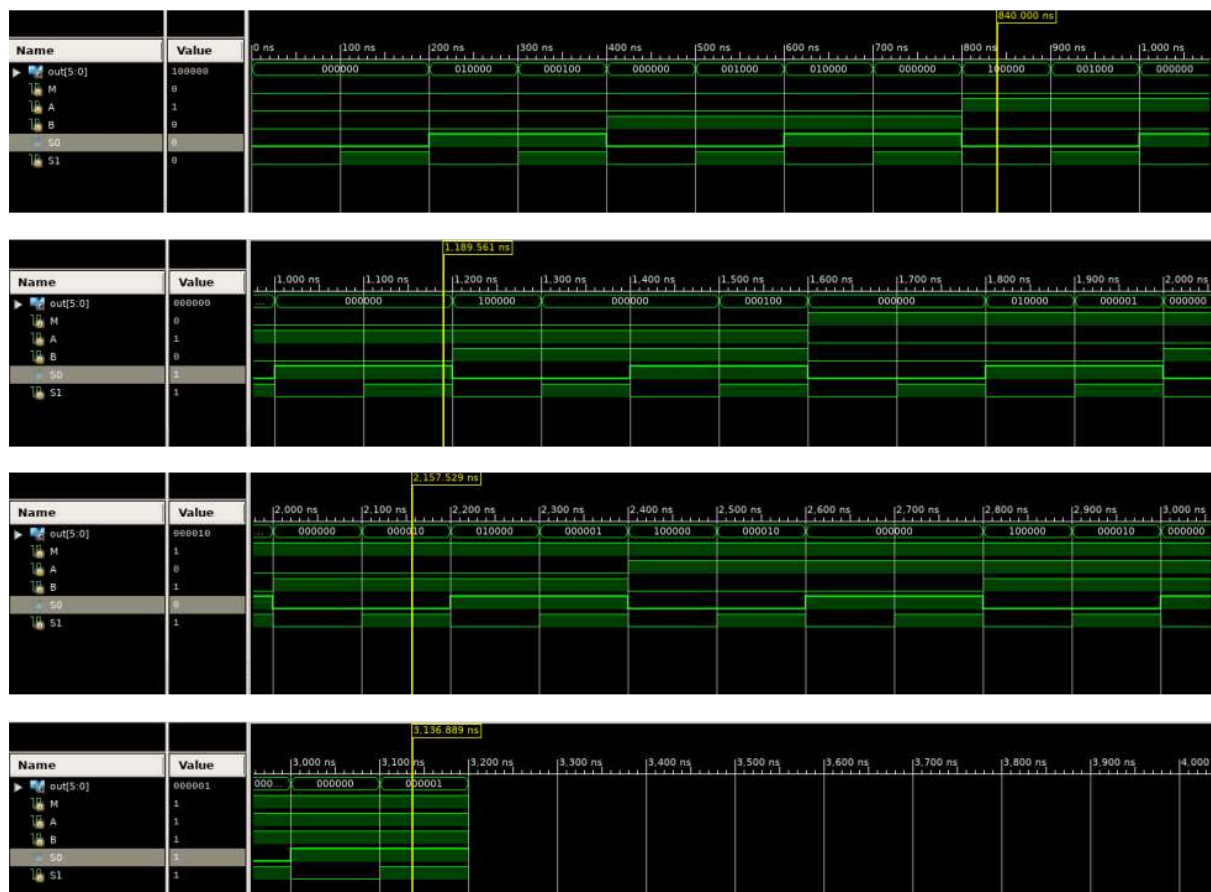 840.000 ns
Name Value 0 ns 100 ns 200 ns 300 ns 400 ns 500 ns 600 ns 700 ns 800 ns 900 ns 1,000 ns
out[5:0] 100000 000000 010000 000100 000000 001000 010000 000000 100000 001000 000000
M 0
A 1
B 0
S0 0
S1 0
1,189.561 ns
Name Value 1,000 ns 1,100 ns 1,200 ns 1,300 ns 1,400 ns 1,500 ns 1,600 ns 1,700 ns 1,800 ns 1,900 ns 2,000 ns
out[5:0] 000000 ... 000000 100000 000000 000100 000000 010000 000001 000000
M 0
A 1
B 0
S0 1
S1 1
2,157.529 ns
Name Value 2,000 ns 2,100 ns 2,200 ns 2,300 ns 2,400 ns 2,500 ns 2,600 ns 2,700 ns 2,800 ns 2,900 ns 3,000 ns
out[5:0] 000010 ... 000000 000010 010000 000001 100000 000010 000000 100000 000010 000000
M 1
A 0
B 1
S0 0
S1 1
3,136.889 ns
Name Value 3,000 ns 3,100 ns 3,200 ns 3,300 ns 3,400 ns 3,500 ns 3,600 ns 3,700 ns 3,800 ns 3,900 ns 4,000
out[5:0] 000001 000... 000000 000001
M 1
A 1
B 1
S0 1
S1 1